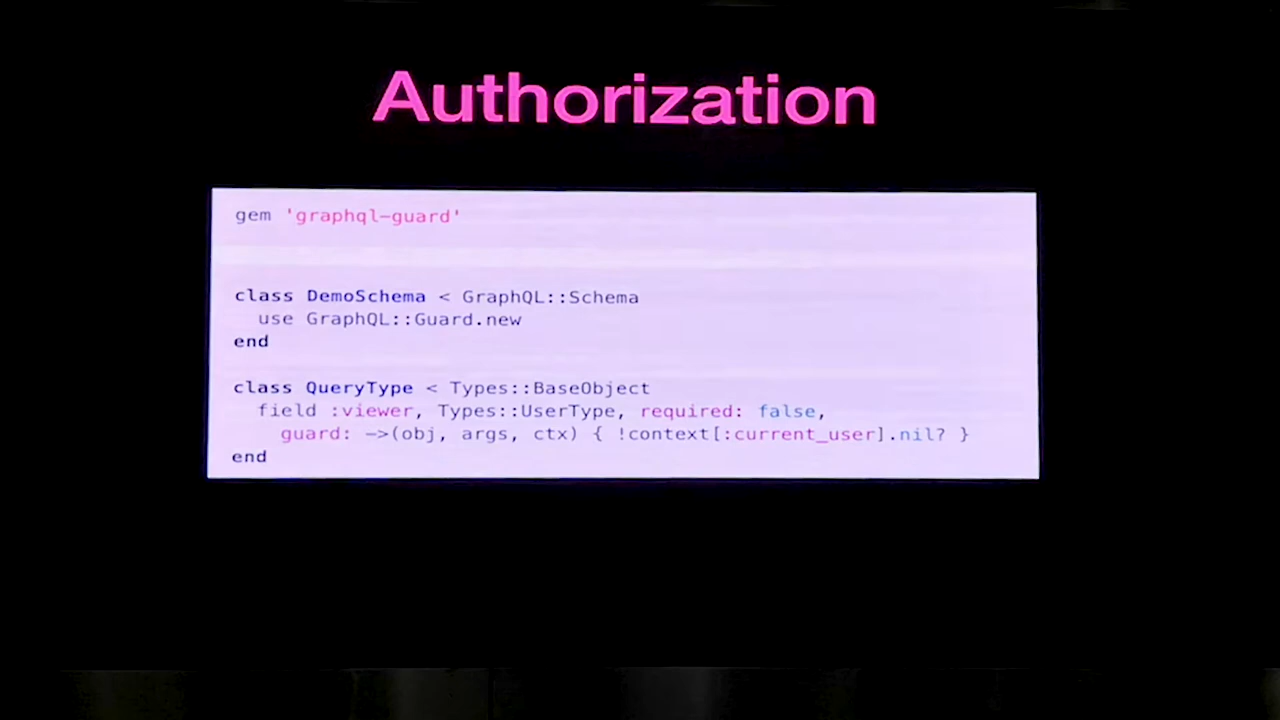 Authorization
gem 'graphql-guard'
class DemoSchema < GraphQL::Schema
  use GraphQL::Guard.new
end
class QueryType < Types::BaseObject
  field :viewer, Types::UserType, required: false,
    guard: ->(obj, args, ctx) { !context[:current_user].nil? }
end